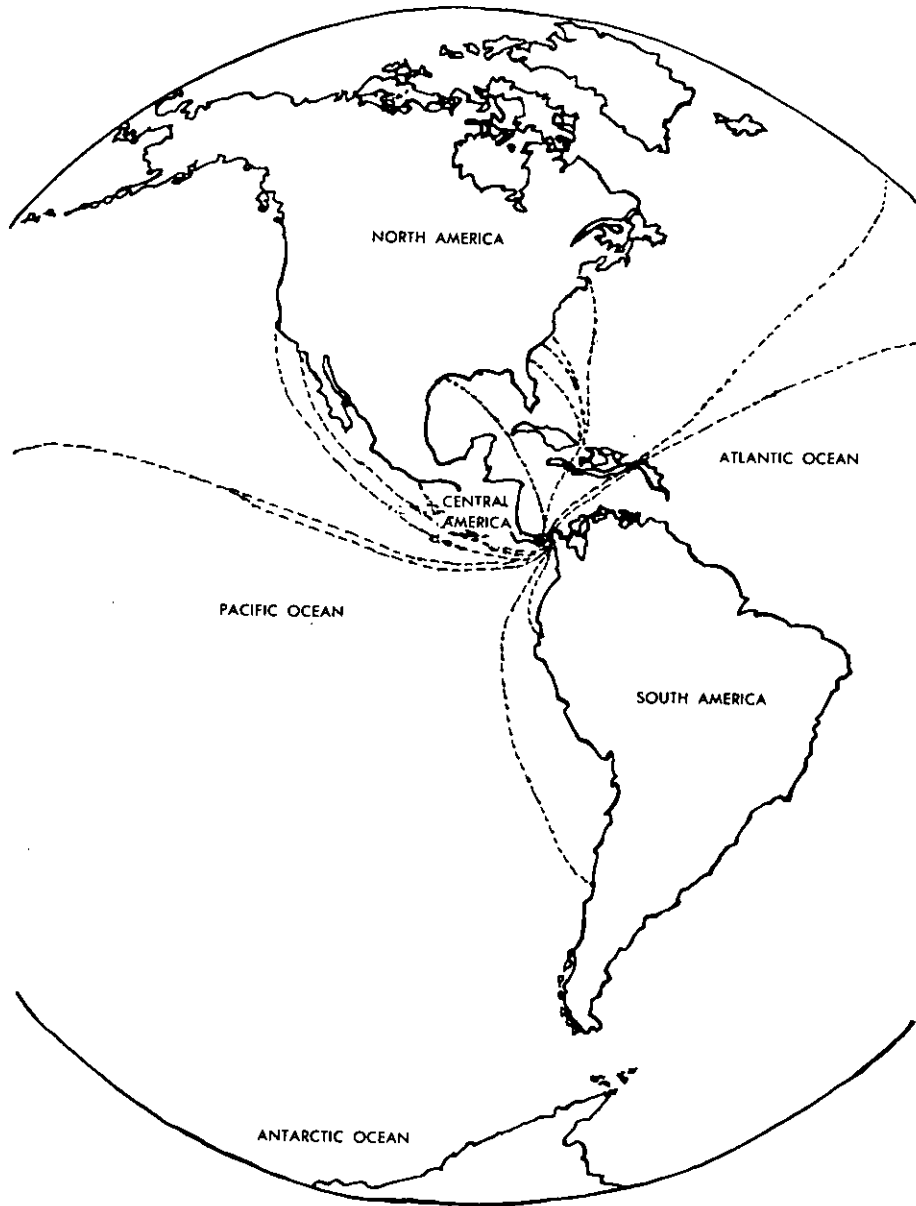 NORTH AMERICA
ATLANTIC OCEAN
CENTRAL
AMERICA
PACIFIC OCEAN
SOUTH AMERICA
ANTARCTIC OCEAN